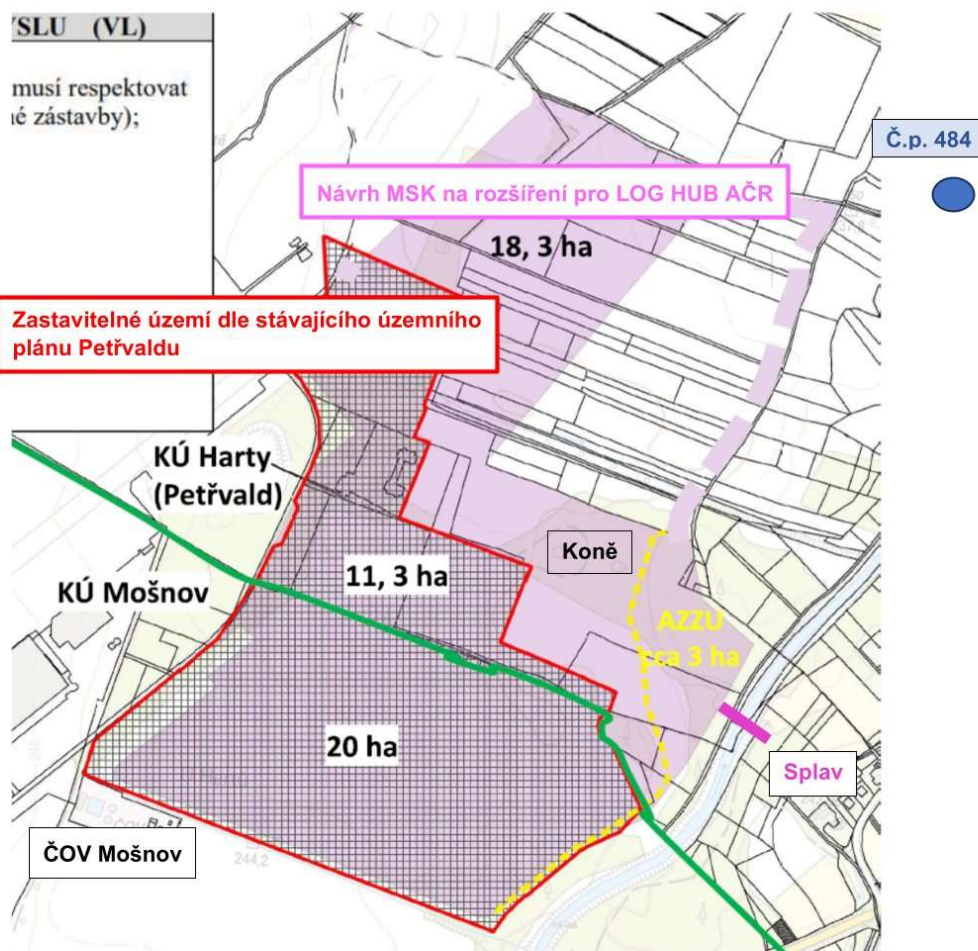 SLU (VL)
musí respektovat
é zástavby);
Č.p. 484
Návrh MSK na rozšíření pro LOG HUB AČR
18, 3 ha
Zastavitelné území dle stávajícího územního
plánu Petřvaldu
KÚ Harty
(Petřvald)
Koně
11, 3 ha
KÚ Mošnov
AZZU
cca 3 ha
20 ha
Splav
ČOV Mošnov
244,2